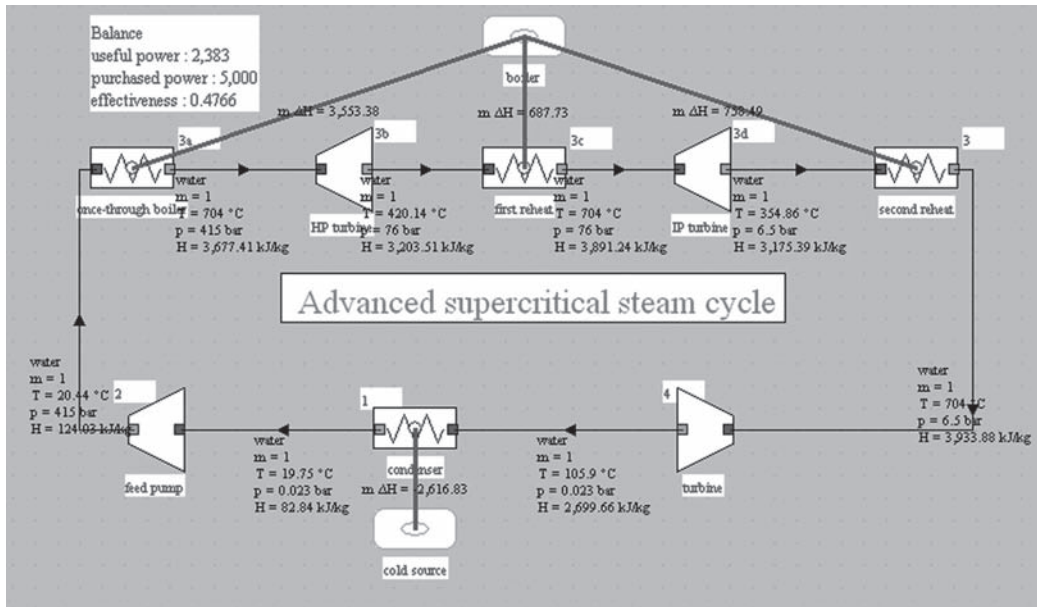 Balance
useful power : 2,383
purchased power : 5,000
effectiveness : 0.4766
boiler
m ΔH = 3,553.38
m ΔH = 687.73
m ΔH = 758.49
3a
3b
3c
3d
3
once-through boiler
HP turbine
first reheat
IP turbine
second reheat
water
m = 1
T = 704 °C
p = 415 bar
H = 3,677.41 kJ/kg
water
m = 1
T = 420.14 °C
p = 76 bar
H = 3,203.51 kJ/kg
water
m = 1
T = 704 °C
p = 76 bar
H = 3,891.24 kJ/kg
water
m = 1
T = 354.86 °C
p = 6.5 bar
H = 3,175.39 kJ/kg
Advanced supercritical steam cycle
water
m = 1
T = 20.44 °C
p = 415 bar
H = 124.03 kJ/kg
2
feed pump
1
condenser
water
m = 1
T = 19.75 °C
p = 0.023 bar
H = 82.84 kJ/kg
m ΔH = -2,616.83
cold source
water
m = 1
T = 105.9 °C
p = 0.023 bar
H = 2,699.66 kJ/kg
4
turbine
water
m = 1
T = 704 °C
p = 6.5 bar
H = 3,933.88 kJ/kg